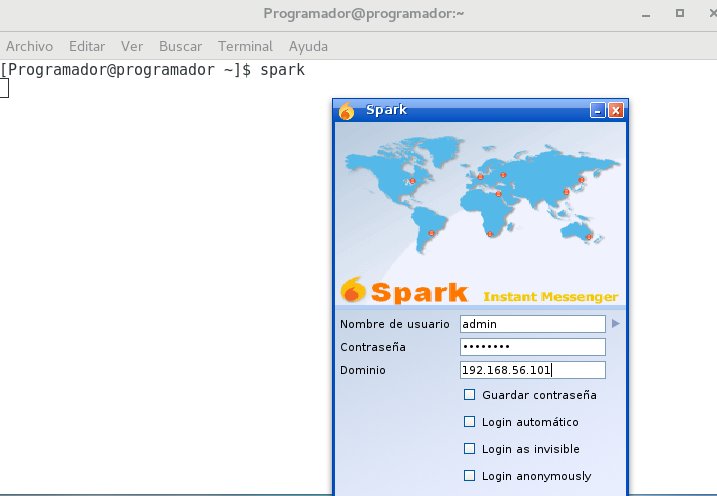 Programador@programador:~
Archivo Editar Ver Buscar Terminal Ayuda
[Programador@programador ~]$ spark
Spark
Spark Instant Messenger
Nombre de usuario admin
Contraseña ••••••••
Dominio 192.168.56.101
Guardar contraseña
Login automático
Login as invisible
Login anonymously